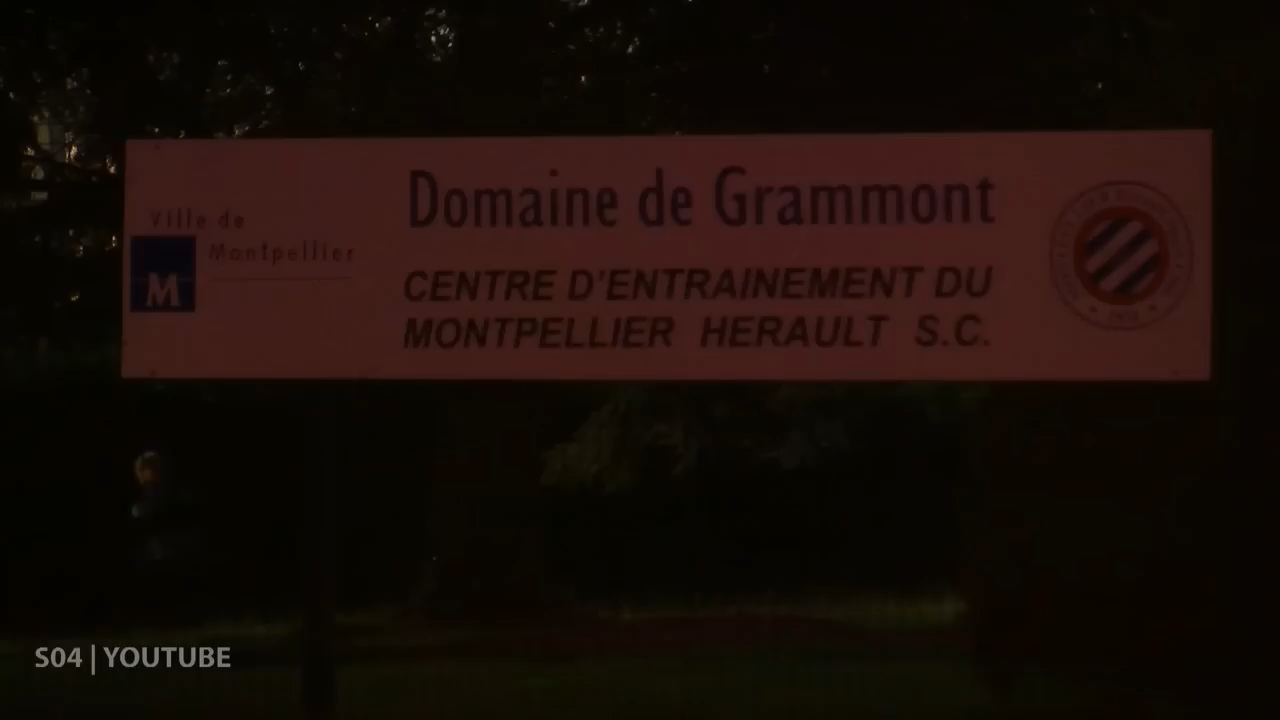 Domaine de Grammont
Ville de
Montpellier
M
CENTRE D'ENTRAINEMENT DU
MONTPELLIER HERAULT S.C.
S04 | YOUTUBE